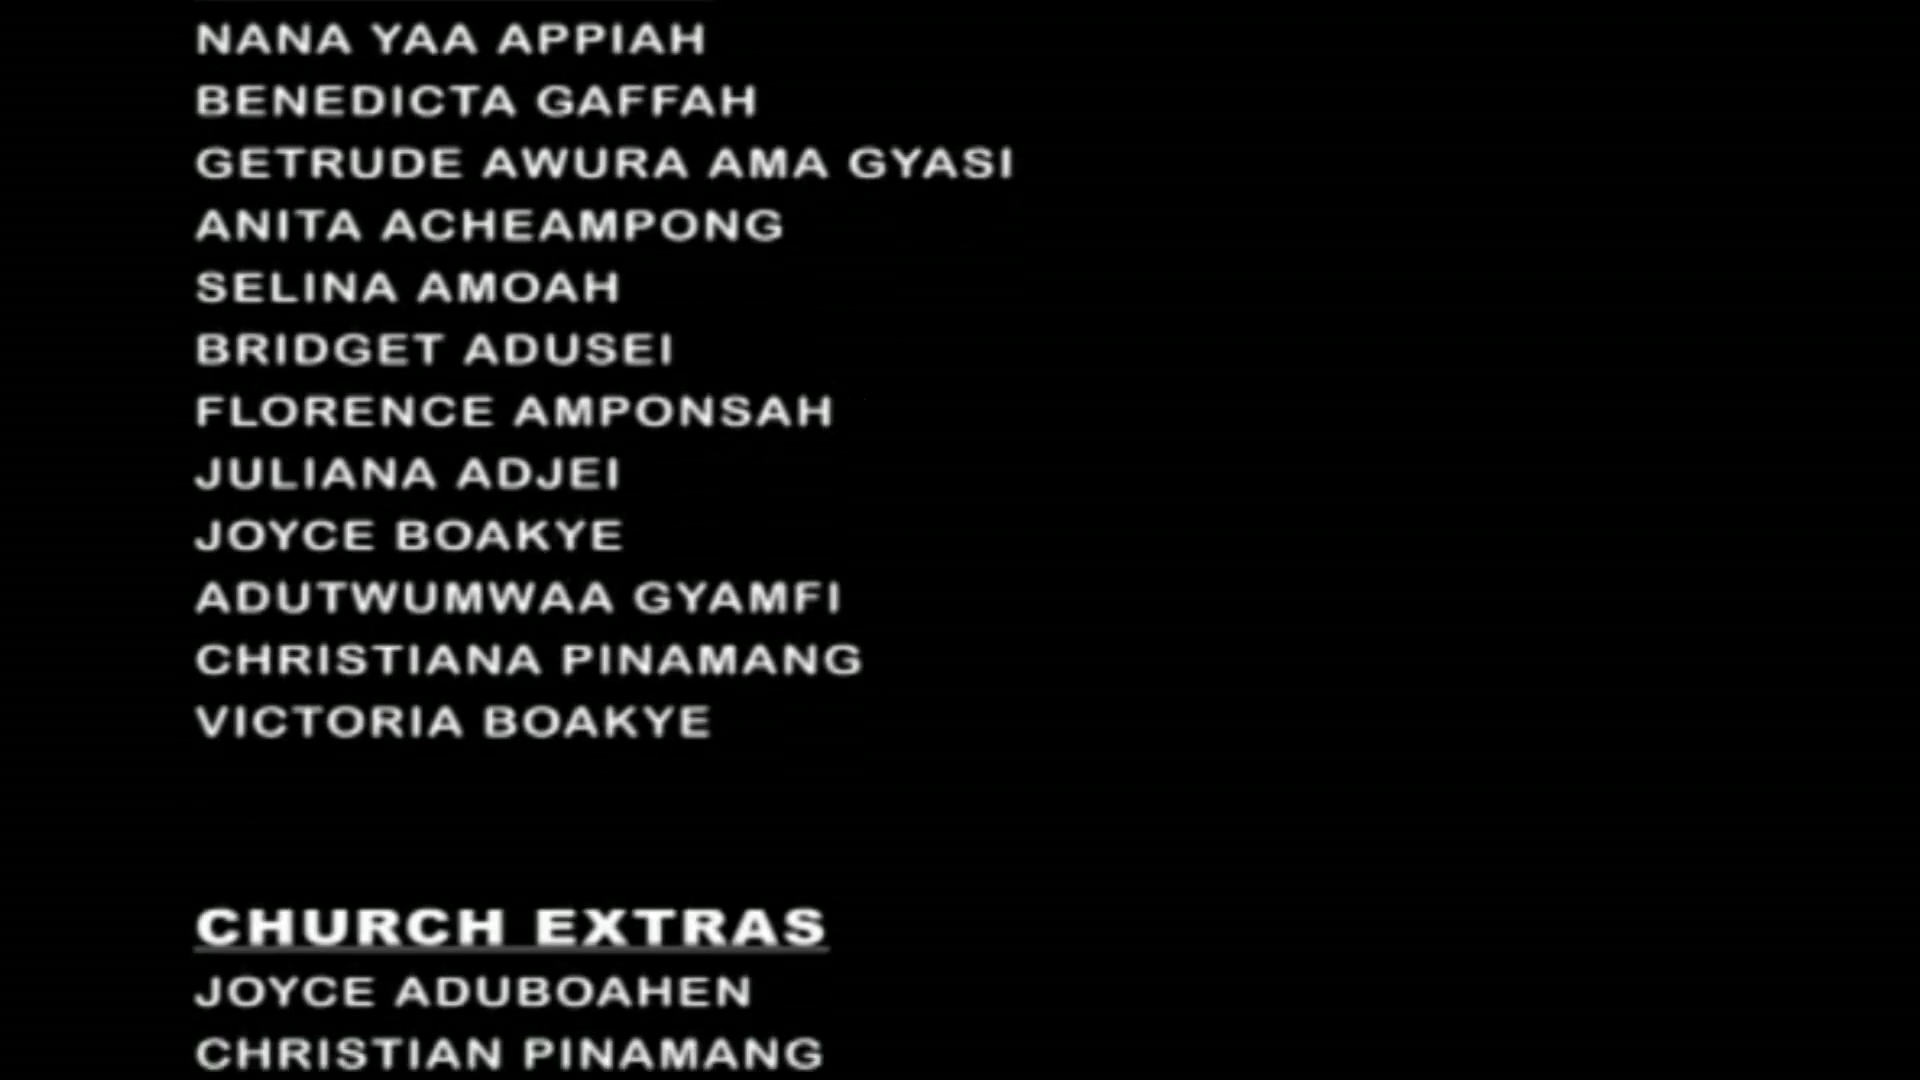 NANA YAA APPIAH
BENEDICTA GAFFAH
GETRUDE AWURA AMA GYASI
ANITA ACHEAMPONG
SELINA AMOAH
BRIDGET ADUSEI
FLORENCE AMPONSAH
JULIANA ADJEI
JOYCE BOAKYE
ADUTWUMWAA GYAMFI
CHRISTIANA PINAMANG
VICTORIA BOAKYE
CHURCH EXTRAS
JOYCE ADUBOAHEN
CHRISTIAN PINAMANG